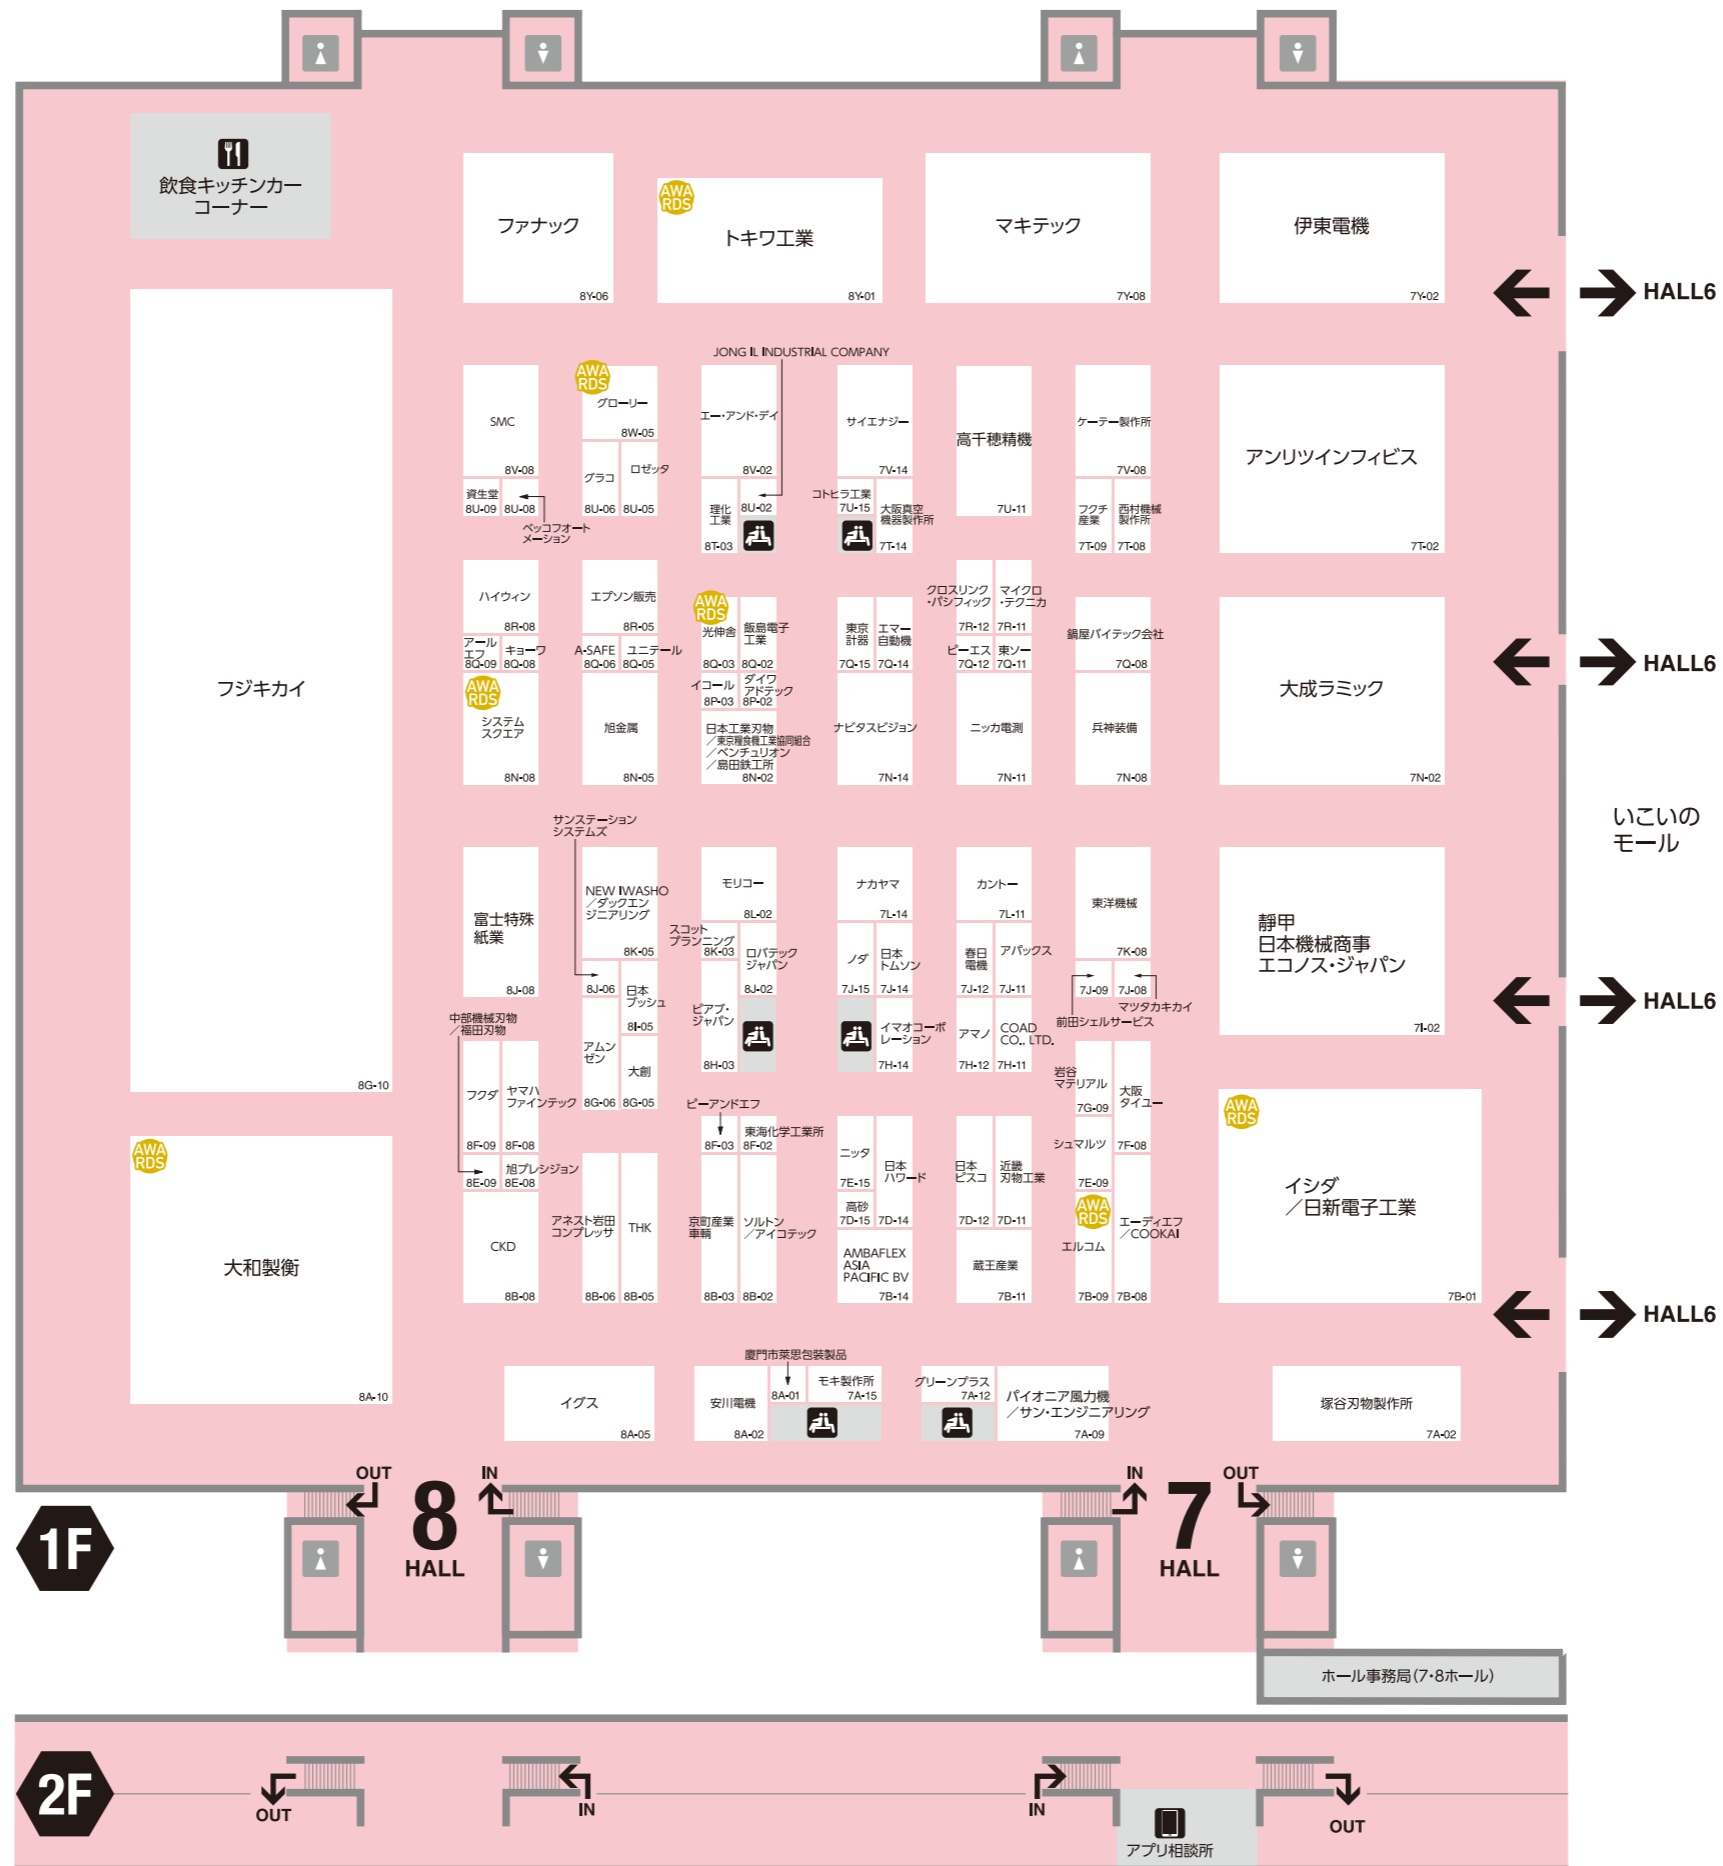 飲食キッチンカー
コーナー
ファナック
8Y-06
AWA
RDS
トキワ工業
8Y-01
マキテック
7Y-08
伊東電機
7Y-02
HALL6
フジキカイ
8G-10
JONG IL INDUSTRIAL COMPANY
SMC
8V-08
資生堂
8U-09
8U-08
ベッコフオート
メーション
AWA
RDS
グローリー
8W-05
グラコ
8U-06
ロゼッタ
8U-05
エー・アンド・デイ
8V-02
理化
工業
8T-03
8U-02
サイエナジー
7V-14
コトヒラ工業
7U-15
大阪真空
機器製作所
7T-14
高千穂精機
7U-11
ケーテー製作所
7V-08
フクチ
産業
7T-09
西村機械
製作所
7T-08
アンリツインフィビス
7T-02
ハイウィン
8R-08
アール
エフ
8Q-09
キョーワ
8Q-08
AWA
RDS
システム
スクエア
8N-08
エプソン販売
8R-05
A-SAFE
8Q-06
ユニテール
8Q-05
旭金属
8N-05
AWA
RDS
光伸舎
8Q-03
飯島電子
工業
8Q-02
イコール
8P-03
ダイワ
アドテック
8P-02
日本工業刃物
／東京糧食機工業協同組合
／ベンチュリオン
／島田鉄工所
8N-02
東京
計器
7Q-15
エマー
自動機
7Q-14
ナビタスビジョン
7N-14
クロスリンク
・パシフィック
7R-12
マイクロ
・テクニカ
7R-11
ピーエス
7Q-12
東ソー
7Q-11
ニッカ電測
7N-11
鍋屋バイテック会社
7Q-08
兵神装備
7N-08
大成ラミック
7N-02
HALL6
いこいの
モール
サンステーション
システムズ
富士特殊
紙業
8J-08
NEW IWASHO
／ダックエン
ジニアリング
8K-05
8J-06
日本
ブッシュ
8I-05
アムン
ゼン
8G-06
大創
8G-05
モリコー
8L-02
スコット
プランニング
8K-03
ロバテック
ジャパン
8J-02
ピアブ・
ジャパン
8H-03
ナカヤマ
7L-14
ノダ
7J-15
日本
トムソン
7J-14
イマオコーポ
レーション
7H-14
カントー
7L-11
春日
電機
7J-12
アパックス
7J-11
アマノ
7H-12
COAD
CO., LTD.
7H-11
東洋機械
7K-08
7J-09
7J-08
マツタカキカイ
前田シェルサービス
靜甲
日本機械商事
エコノス・ジャパン
7I-02
HALL6
中部機械刃物
／福田刃物
フクダ
8F-09
ヤマハ
ファインテック
8F-08
8E-09
旭プレシジョン
8E-08
CKD
8B-08
アネスト岩田
コンプレッサ
8B-06
THK
8B-05
ピーアンドエフ
8F-03
東海化学工業所
8F-02
京町産業
車輌
8B-03
ソルトン
／アイコテック
8B-02
ニッタ
7E-15
高砂
7D-15
日本
ハワード
7D-14
AMBAFLEX
ASIA
PACIFIC BV
7B-14
日本
ピスコ
7D-12
近畿
刃物工業
7D-11
蔵王産業
7B-11
岩谷
マテリアル
7G-09
大阪
タイユー
7F-08
シュマルツ
7E-09
AWA
RDS
エルコム
7B-09
エーディエフ
／COOKAI
7B-08
AWA
RDS
イシダ
／日新電子工業
7B-01
HALL6
AWA
RDS
大和製衡
8A-10
イグス
8A-05
安川電機
8A-02
廈門市萊思包裝製品
8A-01
モキ製作所
7A-15
グリーンプラス
7A-12
パイオニア風力機
／サン・エンジニアリング
7A-09
塚谷刃物製作所
7A-02
OUT
8
HALL
IN
IN
7
HALL
OUT
1F
ホール事務局(7・8ホール)
2F
OUT
IN
IN
OUT
アプリ相談所